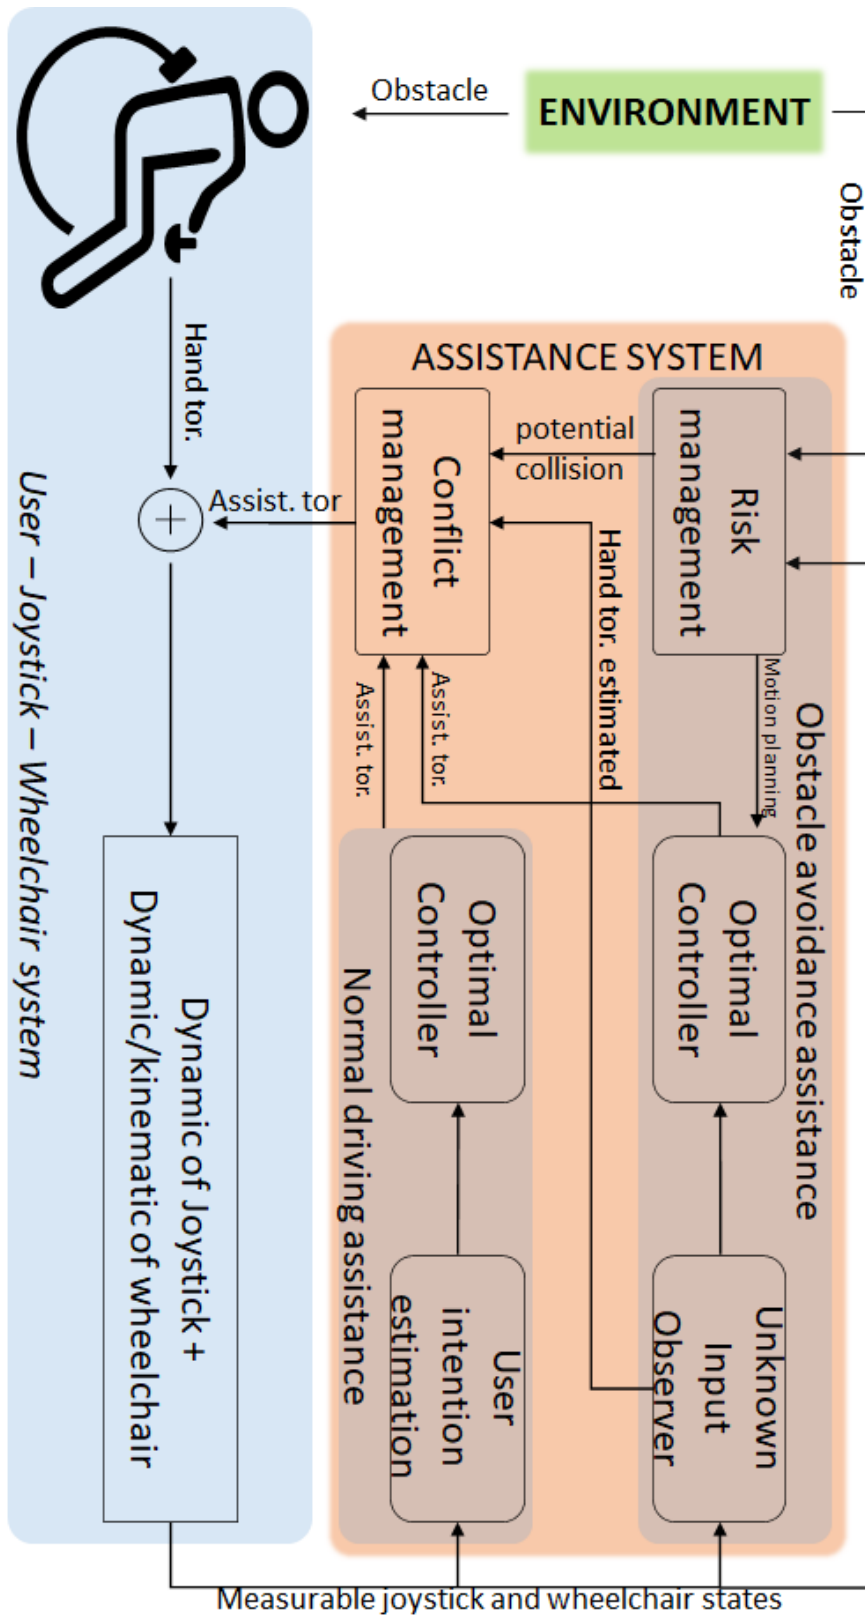 Obstacle
ENVIRONMENT
Obstacle
Hand tor.
ASSISTANCE SYSTEM
Conflict
management
potential
collision
Risk
management
Assist. tor
+
Hand tor. estimated
Assist. tor.
Assist. tor.
Motion planning
User – Joystick – Wheelchair system
Dynamic of Joystick +
Dynamic/kinematic of wheelchair
Normal driving assistance
Optimal
Controller
User
intention
estimation
Obstacle avoidance assistance
Optimal
Controller
Unknown
Input
Observer
Measurable joystick and wheelchair states